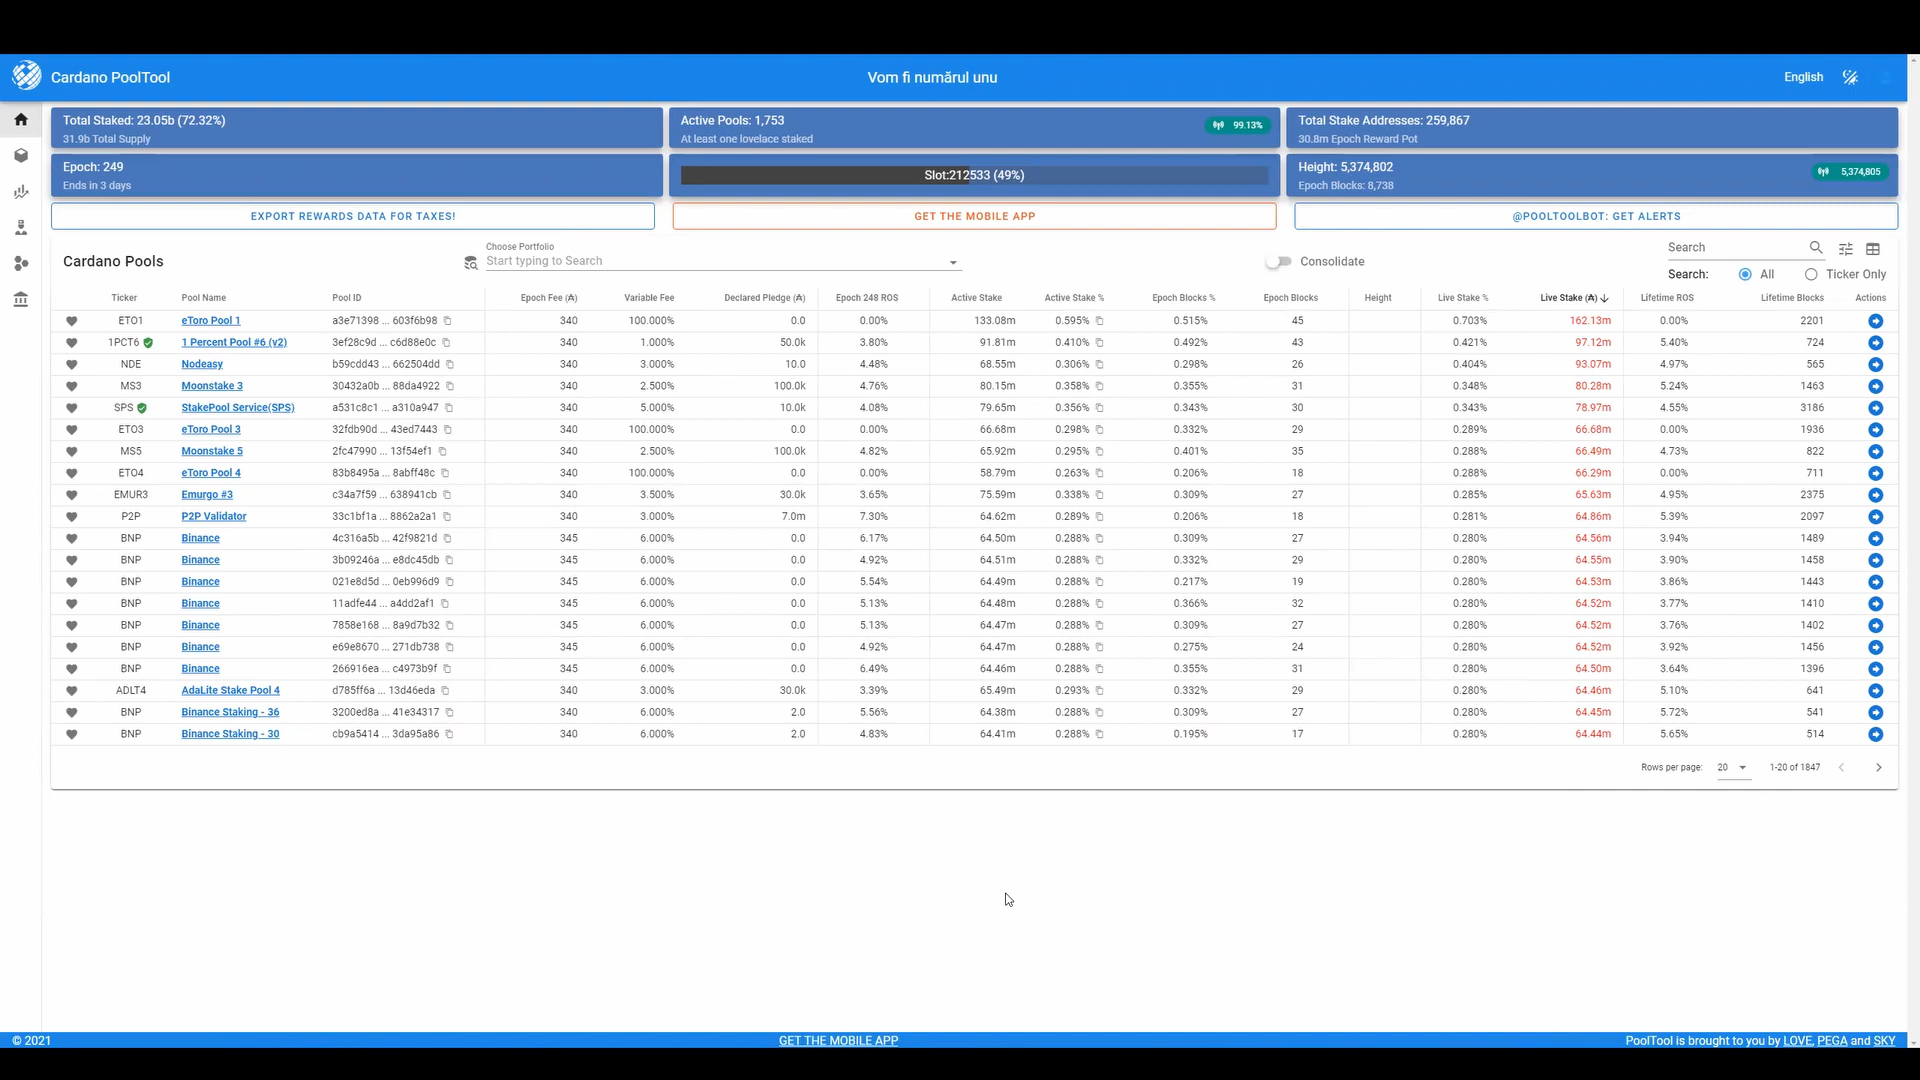 Cardano PoolTool
Vom fi numărul unu
English
Total Staked: 23.05b (72.32%)
31.9b Total Supply
Active Pools: 1,753
At least one lovelace staked
99.13%
Total Stake Addresses: 259,867
30.8m Epoch Reward Pot
Epoch: 249
Ends in 3 days
Slot:212533 (49%)
Height: 5,374,802
Epoch Blocks: 8,738
5,374,805
EXPORT REWARDS DATA FOR TAXES!
GET THE MOBILE APP
@POOLTOOLBOT: GET ALERTS
Cardano Pools
Choose Portfolio
Start typing to Search
Consolidate
Search
Search: All Ticker Only
Ticker Pool Name Pool ID Epoch Fee (₳) Variable Fee Declared Pledge (₳) Epoch 248 ROS Active Stake Active Stake % Epoch Blocks % Epoch Blocks Height Live Stake % Live Stake (₳) Lifetime ROS Lifetime Blocks Actions
ETO1 eToro Pool 1 a3e71398 ... 603f6b98 340 100.000% 0.0 0.00% 133.08m 0.595% 0.515% 45 0.703% 162.13m 0.00% 2201
1PCT6 1 Percent Pool #6 (v2) 3ef28c9d ... c6d88e0c 340 1.000% 50.0k 3.80% 91.81m 0.410% 0.492% 43 0.421% 97.12m 5.40% 724
NDE Nodeasy b59cdd43 ... 662504dd 340 3.000% 10.0 4.48% 68.55m 0.306% 0.298% 26 0.404% 93.07m 4.97% 565
MS3 Moonstake 3 30432a0b ... 88da4922 340 2.500% 100.0k 4.76% 80.15m 0.358% 0.355% 31 0.348% 80.28m 5.24% 1463
SPS StakePool Service(SPS) a531c8c1 ... a310a947 340 5.000% 10.0k 4.08% 79.65m 0.356% 0.343% 30 0.343% 78.97m 4.55% 3186
ETO3 eToro Pool 3 32fdb90d ... 43ed7443 340 100.000% 0.0 0.00% 66.68m 0.298% 0.332% 29 0.289% 66.68m 0.00% 1936
MS5 Moonstake 5 2fc47990 ... 13f54ef1 340 2.500% 100.0k 4.82% 65.92m 0.295% 0.401% 35 0.288% 66.49m 4.73% 822
ETO4 eToro Pool 4 83b8495a ... 8abff48c 340 100.000% 0.0 0.00% 58.79m 0.263% 0.206% 18 0.288% 66.29m 0.00% 711
EMUR3 Emurgo #3 c34a7f59 ... 638941cb 340 3.500% 30.0k 3.65% 75.59m 0.338% 0.309% 27 0.285% 65.63m 4.95% 2375
P2P P2P Validator 33c1bf1a ... 8862a2a1 340 3.000% 7.0m 7.30% 64.62m 0.289% 0.206% 18 0.281% 64.86m 5.39% 2097
BNP Binance 4c316a5b ... 42f9821d 345 6.000% 0.0 6.17% 64.50m 0.288% 0.309% 27 0.280% 64.56m 3.94% 1489
BNP Binance 3b09246a ... e8dc45db 345 6.000% 0.0 4.92% 64.51m 0.288% 0.332% 29 0.280% 64.55m 3.90% 1458
BNP Binance 021e8d5d ... 0eb996d9 345 6.000% 0.0 5.54% 64.49m 0.288% 0.217% 19 0.280% 64.53m 3.86% 1443
BNP Binance 11adfe44 ... a4dd2af1 345 6.000% 0.0 5.13% 64.48m 0.288% 0.366% 32 0.280% 64.52m 3.77% 1410
BNP Binance 7858e168 ... 8a9d7b32 345 6.000% 0.0 5.13% 64.47m 0.288% 0.309% 27 0.280% 64.52m 3.76% 1402
BNP Binance e69e8670 ... 271db738 345 6.000% 0.0 4.92% 64.47m 0.288% 0.275% 24 0.280% 64.52m 3.92% 1456
BNP Binance 266916ea ... c4973b9f 345 6.000% 0.0 6.49% 64.46m 0.288% 0.355% 31 0.280% 64.50m 3.64% 1396
ADLT4 AdaLite Stake Pool 4 d785ff6a ... 13d46eda 340 3.000% 30.0k 3.39% 65.49m 0.293% 0.332% 29 0.280% 64.46m 5.10% 641
BNP Binance Staking - 36 3200ed8a ... 41e34317 340 6.000% 2.0 5.56% 64.38m 0.288% 0.309% 27 0.280% 64.45m 5.72% 541
BNP Binance Staking - 30 cb9a5414 ... 3da95a86 340 6.000% 2.0 4.83% 64.41m 0.288% 0.195% 17 0.280% 64.44m 5.65% 514
Rows per page: 20 1-20 of 1847
© 2021
GET THE MOBILE APP
PoolTool is brought to you by LOVE, PEGA and SKY